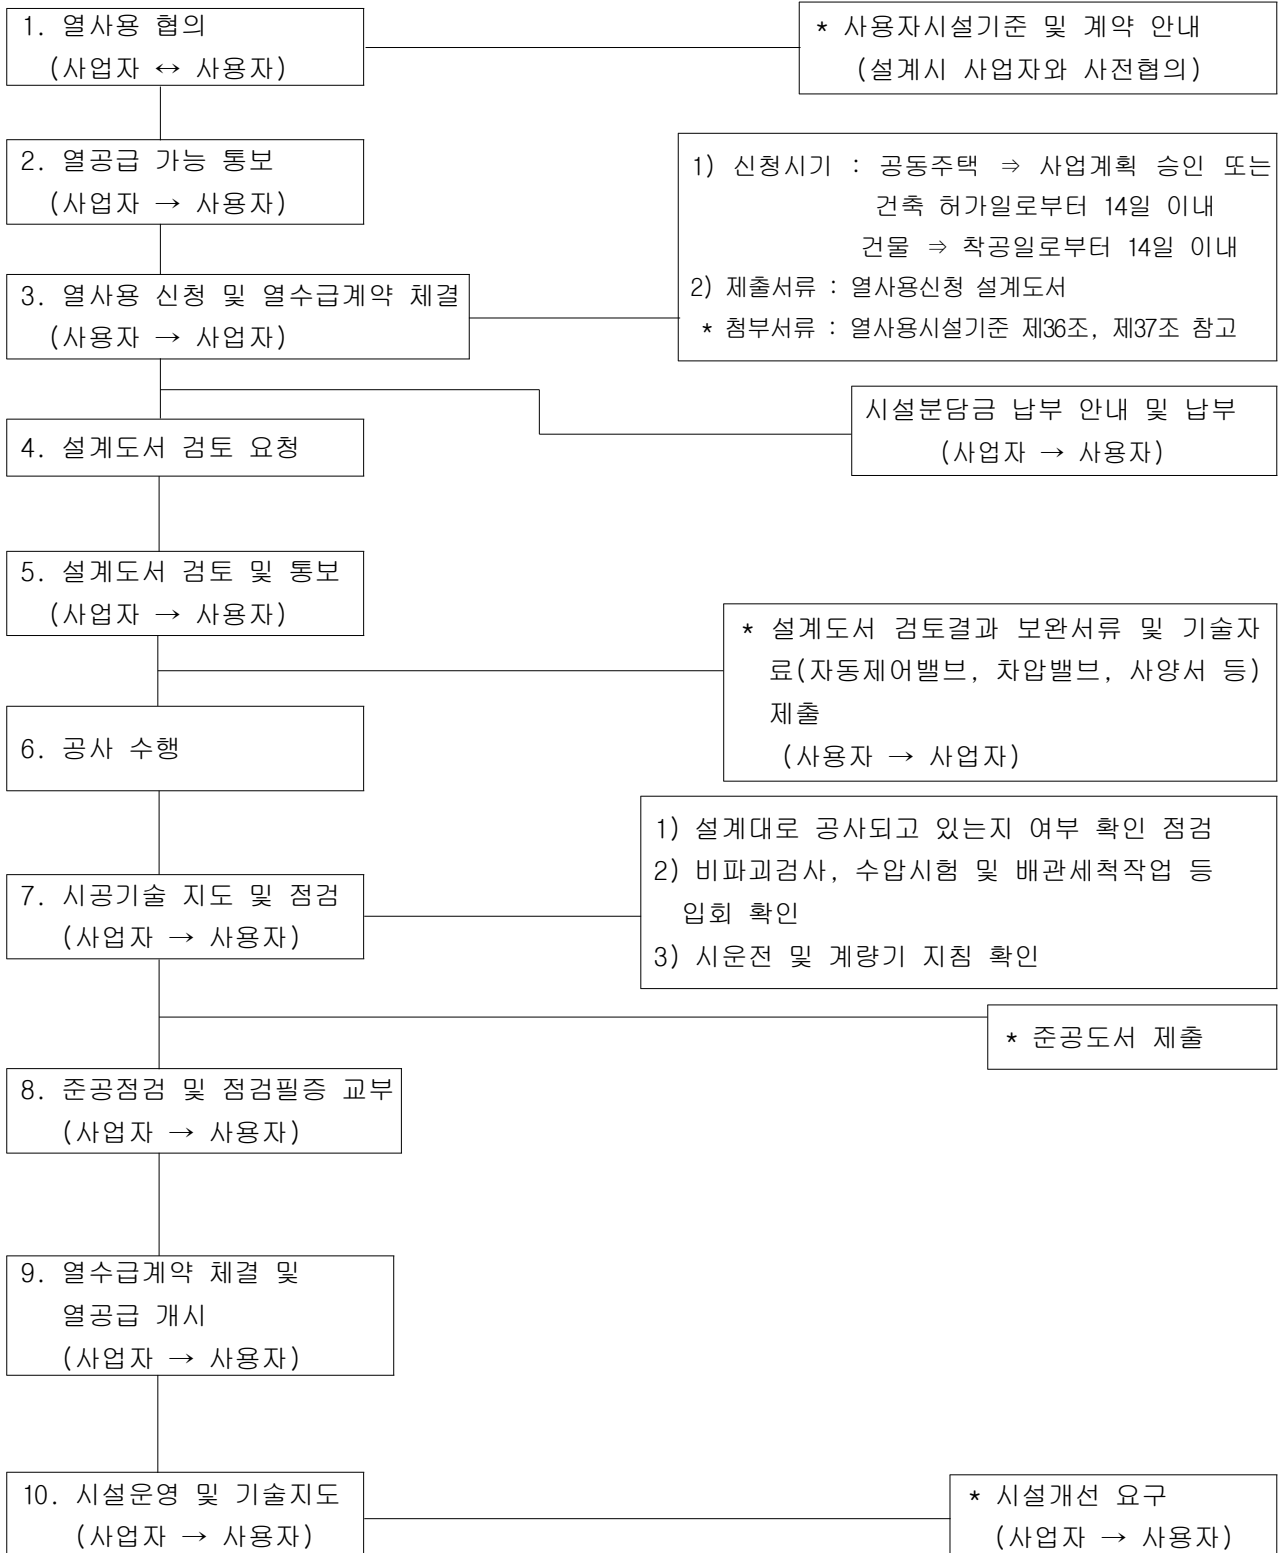 1. 열사용 협의
(사업자 ↔ 사용자)
* 사용자시설기준 및 계약 안내
(설계시 사업자와 사전협의)
2. 열공급 가능 통보
(사업자 → 사용자)
1) 신청시기 : 공동주택 ⇒ 사업계획 승인 또는
건축 허가일로부터 14일 이내
건물 ⇒ 착공일로부터 14일 이내
2) 제출서류 : 열사용신청 설계도서
* 첨부서류 : 열사용시설기준 제36조, 제37조 참고
3. 열사용 신청 및 열수급계약 체결
(사용자 → 사업자)
시설분담금 납부 안내 및 납부
(사업자 → 사용자)
4. 설계도서 검토 요청
5. 설계도서 검토 및 통보
(사업자 → 사용자)
* 설계도서 검토결과 보완서류 및 기술자
료(자동제어밸브, 차압밸브, 사양서 등)
제출
(사용자 → 사업자)
6. 공사 수행
1) 설계대로 공사되고 있는지 여부 확인 점검
2) 비파괴검사, 수압시험 및 배관세척작업 등
입회 확인
3) 시운전 및 계량기 지침 확인
7. 시공기술 지도 및 점검
(사업자 → 사용자)
* 준공도서 제출
8. 준공점검 및 점검필증 교부
(사업자 → 사용자)
9. 열수급계약 체결 및
열공급 개시
(사업자 → 사용자)
10. 시설운영 및 기술지도
(사업자 → 사용자)
* 시설개선 요구
(사업자 → 사용자)